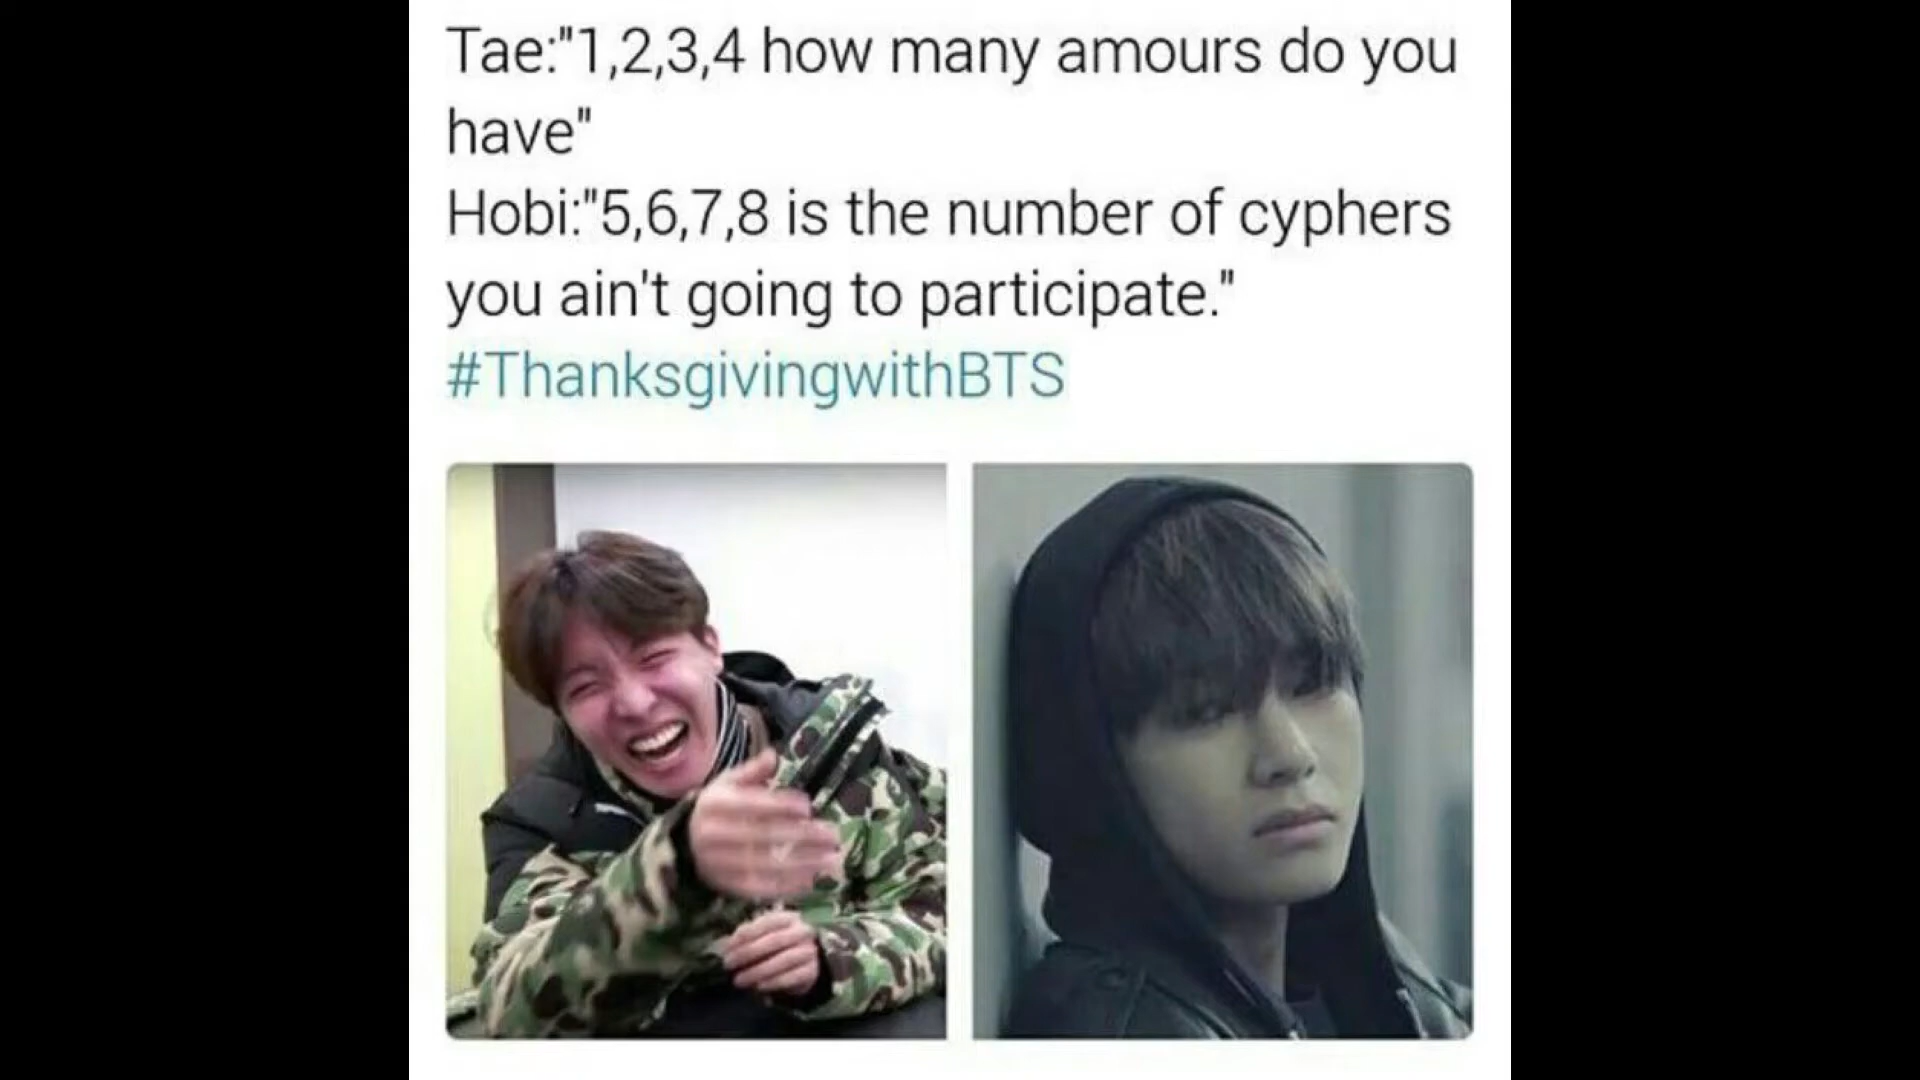 Tae:"1,2,3,4 how many amours do you
have"
Hobi:"5,6,7,8 is the number of cyphers
you ain't going to participate."
#ThanksgivingwithBTS